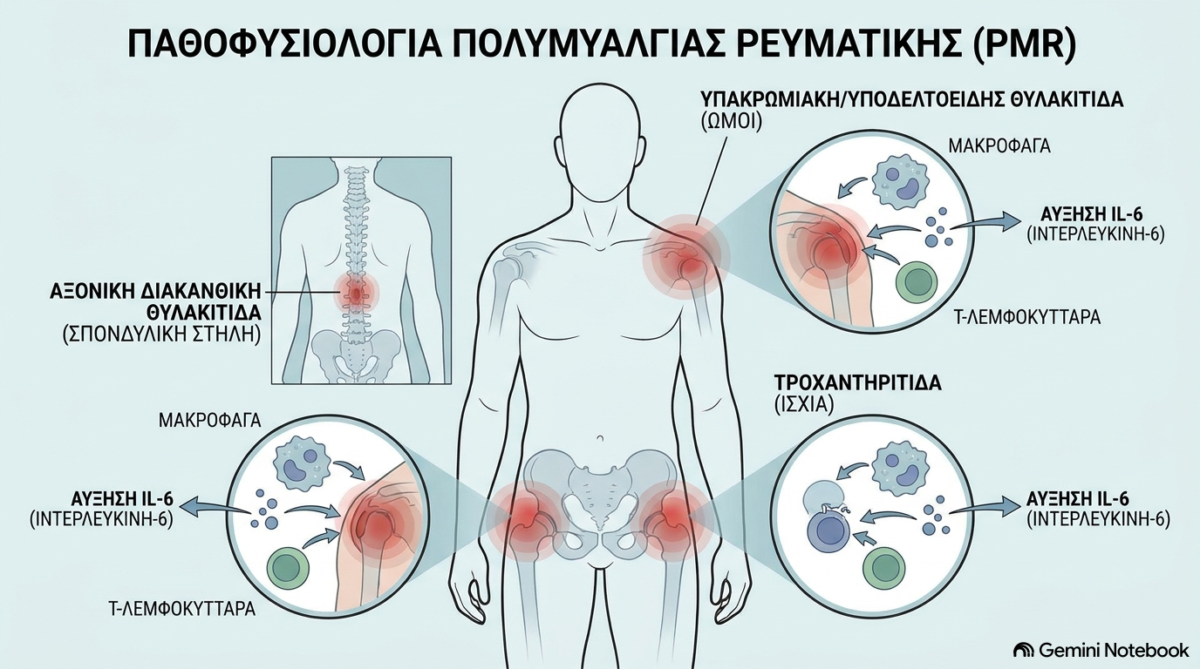 ΠΑΘΟΦΥΣΙΟΛΟΓΙΑ ΠΟΛΥΜΥΑΛΓΙΑΣ ΡΕΥΜΑΤΙΚΗΣ (PMR)
ΥΠΑΚΡΩΜΙΑΚΗ/ΥΠΟΔΕΛΤΟΕΙΔΗΣ ΘΥΛΑΚΙΤΙΔΑ
(ΩΜΟΙ)
ΜΑΚΡΟΦΑΓΑ
ΑΥΞΗΣΗ IL-6
(ΙΝΤΕΡΛΕΥΚΙΝΗ-6)
Τ-ΛΕΜΦΟΚΥΤΤΑΡΑ
ΑΞΟΝΙΚΗ ΔΙΑΚΑΝΘΙΚΗ
ΘΥΛΑΚΙΤΙΔΑ
(ΣΠΟΝΔΥΛΙΚΗ ΣΤΗΛΗ)
ΜΑΚΡΟΦΑΓΑ
ΑΥΞΗΣΗ IL-6
(ΙΝΤΕΡΛΕΥΚΙΝΗ-6)
Τ-ΛΕΜΦΟΚΥΤΤΑΡΑ
ΤΡΟΧΑΝΤΗΡΙΤΙΔΑ
(ΙΣΧΙΑ)
ΑΥΞΗΣΗ IL-6
(ΙΝΤΕΡΛΕΥΚΙΝΗ-6)
Gemini Notebook